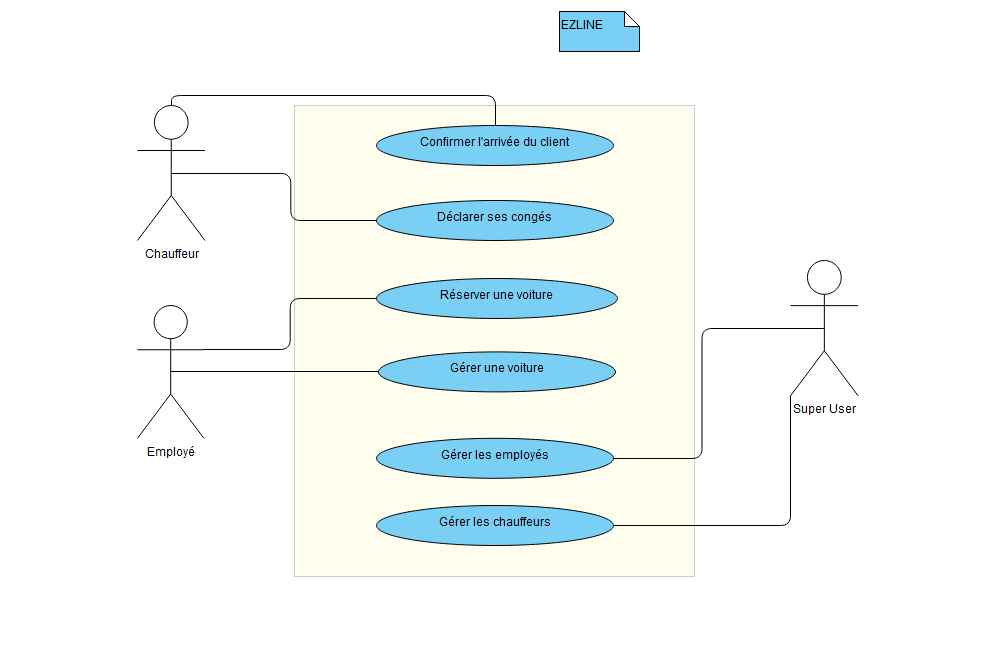 EZLINE
Confirmer l'arrivée du client
Déclarer ses congés
Chauffeur
Réserver une voiture
Gérer une voiture
Employé
Super User
Gérer les employés
Gérer les chauffeurs